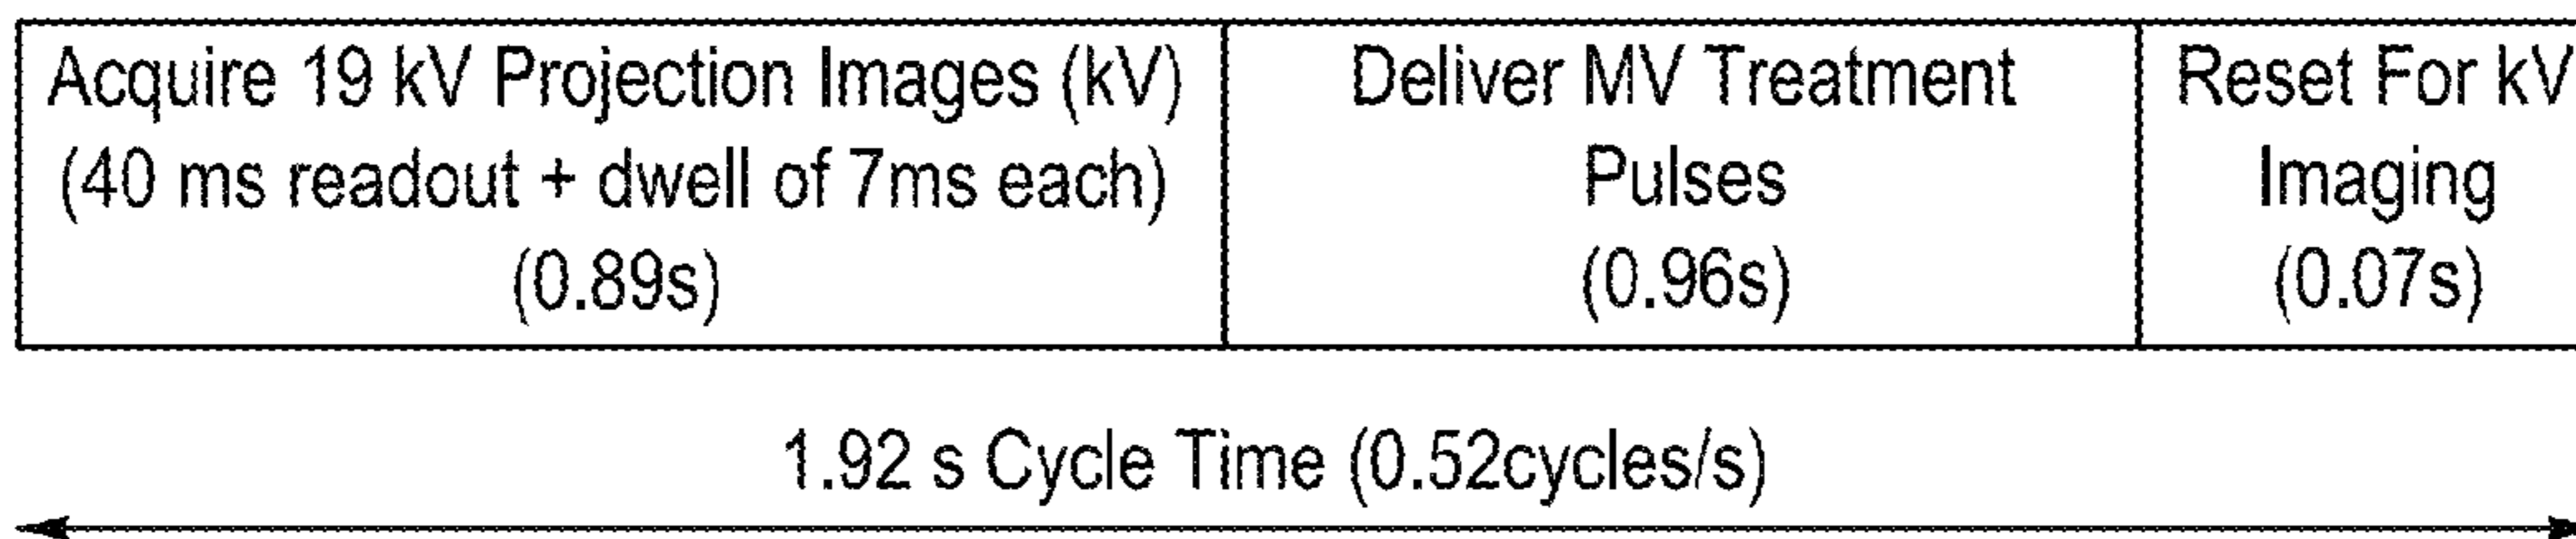 Acquire 19 kV Projection Images (kV)
(40 ms readout + dwell of 7ms each)
(0.89s)
Deliver MV Treatment
Pulses
(0.96s)
Reset For kV
Imaging
(0.07s)
1.92 s Cycle Time (0.52cycles/s)